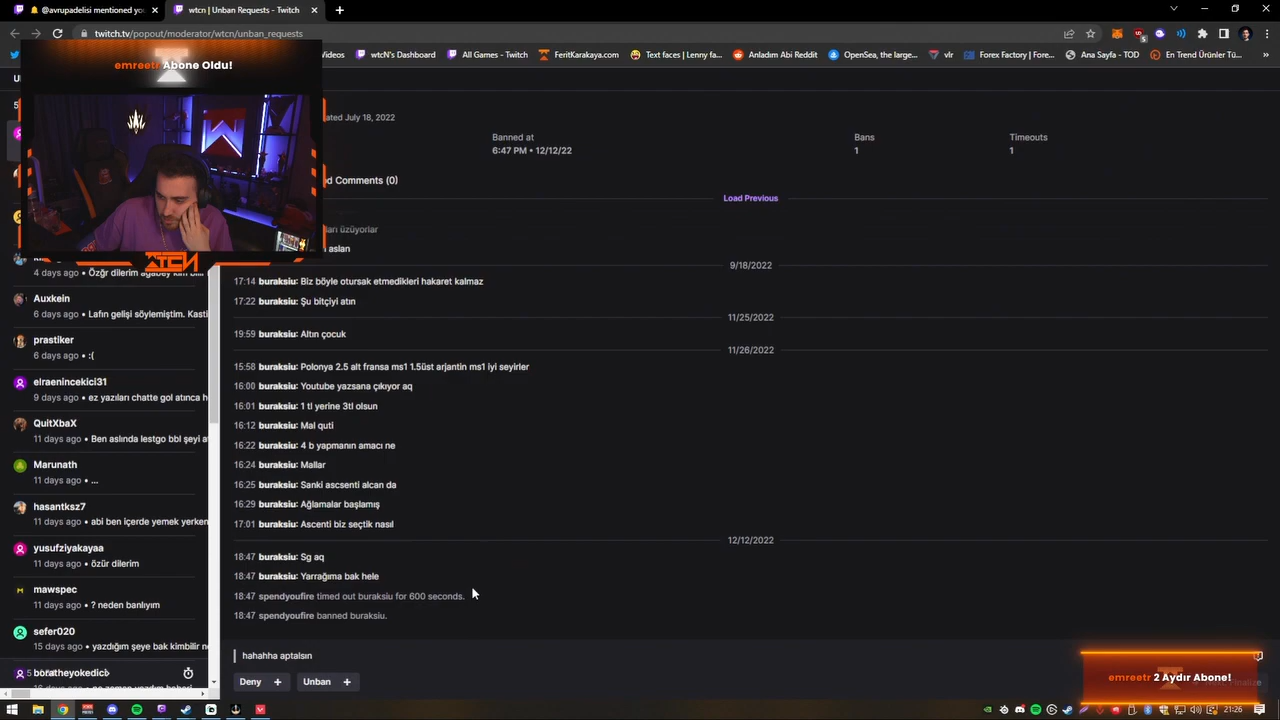 @avrupadelisi mentioned yo
wtcn | Unban Requests - Twitch
twitch.tv/popout/moderator/wtcn/unban_requests
Videos
wtcN's Dashboard
All Games - Twitch
FeritKarakaya.com
Text faces | Lenny fa...
Anladım Abi Reddit
OpenSea, the large...
vlr
Forex Factory | Fore...
Ana Sayfa - TOD
En Trend Ürünler Tü...
emreetr Abone Oldu!
ated July 18, 2022
Banned at
6:47 PM • 12/12/22
Bans
1
Timeouts
1
d Comments (0)
Load Previous
ları üzüyorlar
aslan
9/18/2022
17:14 buraksiu: Biz böyle otursak etmedikleri hakaret kalmaz
17:22 buraksiu: Şu bitçiyi atın
11/25/2022
19:59 buraksiu: Altın çocuk
11/26/2022
15:58 buraksiu: Polonya 2.5 alt fransa ms1 1.5üst arjantin ms1 iyi seyirler
16:00 buraksiu: Youtube yazsana çıkıyor aq
16:01 buraksiu: 1 tl yerine 3tl olsun
16:12 buraksiu: Mal quti
16:22 buraksiu: 4 b yapmanın amacı ne
16:24 buraksiu: Mallar
16:25 buraksiu: Sanki ascsenti alcan da
16:29 buraksiu: Ağlamalar başlamış
17:01 buraksiu: Ascenti biz seçtik nasıl
12/12/2022
18:47 buraksiu: Sg aq
18:47 buraksiu: Yarrağıma bak hele
18:47 spendyoufire timed out buraksiu for 600 seconds.
18:47 spendyoufire banned buraksiu.
hahahha aptalsın
Deny +
Unban +
WTCN
4 days ago • Özğr dilerim ağabey kim bilir
Auxkein
6 days ago • Lafın gelişi söylemiştim. Kasti
prastiker
6 days ago • :(
elraenincekici31
9 days ago • ez yazıları chatte gol atınca h
QuitXbaX
11 days ago • Ben aslında lestgo bbl şeyi a
Marunath
11 days ago • ...
hasantksz7
11 days ago • abi ben içerde yemek yerken
yusufziyakayaa
11 days ago • özür dilerim
mawspec
11 days ago • ? neden banlıyım
sefer020
15 days ago • yazdığım şeye bak kimbilir n
boratheyokedici
emreetr 2 Aydır Abone!
21:26